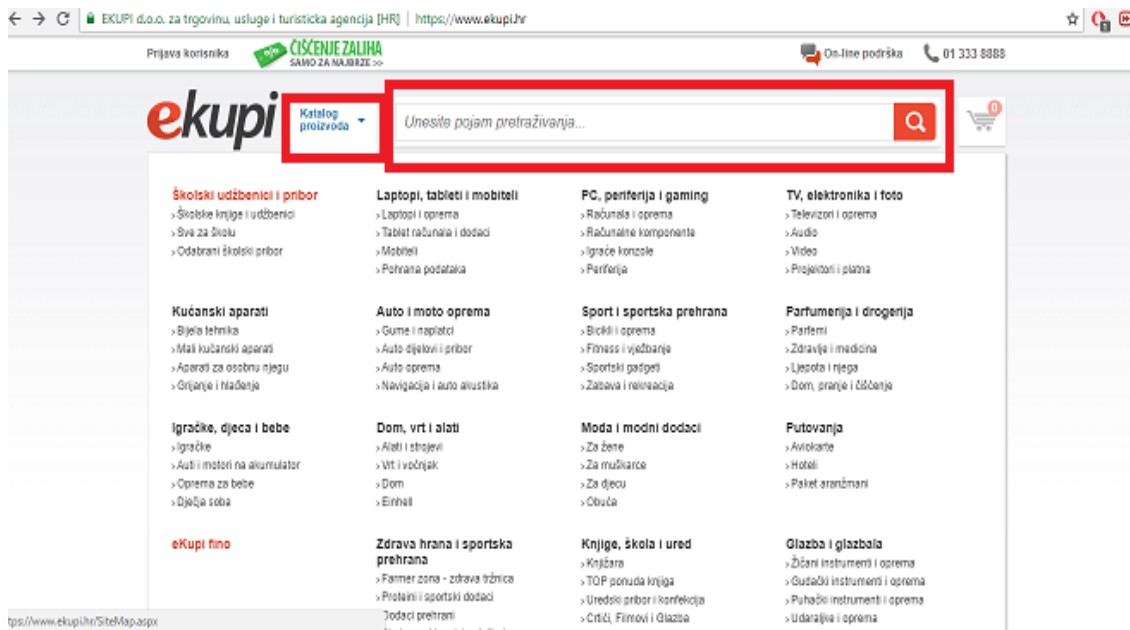 EKUPI d.o.o. za trgovinu, usluge i turisticka agencija [HR] | https://www.ekupi.hr
Prijava korisnika
ČIŠĆENJE ZALIHA
SAMO ZA NAJBRŽE >>
On-line podrška
01 333 8888
ekupi
Katalog
proizvoda
Unesite pojam pretraživanja...
0
Školski udžbenici i pribor
› Školske knjige i udžbenici
› Sve za školu
› Odabrani školski pribor
Laptopi, tableti i mobiteli
› Laptopi i oprema
› Tablet računala i dodaci
› Mobiteli
› Pohrana podataka
PC, periferija i gaming
› Računala i oprema
› Računalne komponente
› Igraće konzole
› Periferija
TV, elektronika i foto
› Televizori i oprema
› Audio
› Video
› Projektori i platna
Kućanski aparati
› Bijela tehnika
› Mali kućanski aparati
› Aparati za osobnu njegu
› Grijanje i hlađenje
Auto i moto oprema
› Gume i naplatci
› Auto dijelovi i pribor
› Auto oprema
› Navigacija i auto akustika
Sport i sportska prehrana
› Bicikli i oprema
› Fitness i vježbanje
› Sportski gadgeti
› Zabava i rekreacija
Parfumerija i drogerija
› Parfemi
› Zdravlje i medicina
› Ljepota i njega
› Dom, pranje i čišćenje
Igračke, djeca i bebe
› Igračke
› Auti i motori na akumulator
› Oprema za bebe
› Dječja soba
Dom, vrt i alati
› Alati i strojevi
› Vrt i voćnjak
› Dom
› Einhell
Moda i modni dodaci
› Za žene
› Za muškarce
› Za djecu
› Obuća
Putovanja
› Aviokarte
› Hoteli
› Paket aranžmani
eKupi fino
Zdrava hrana i sportska
prehrana
› Farmer zona - zdrava tržnica
› Proteini i sportski dodaci
Dodaci prehrani
Knjige, škola i ured
› Knjižara
› TOP ponuda knjiga
› Uredski pribor i konfekcija
› Crtići, Filmovi i Glazba
Glazba i glazbala
› Žičani instrumenti i oprema
› Gudački instrumenti i oprema
› Puhački instrumenti i oprema
› Udaraljke i oprema
tps://www.ekupi.hr/SiteMap.aspx